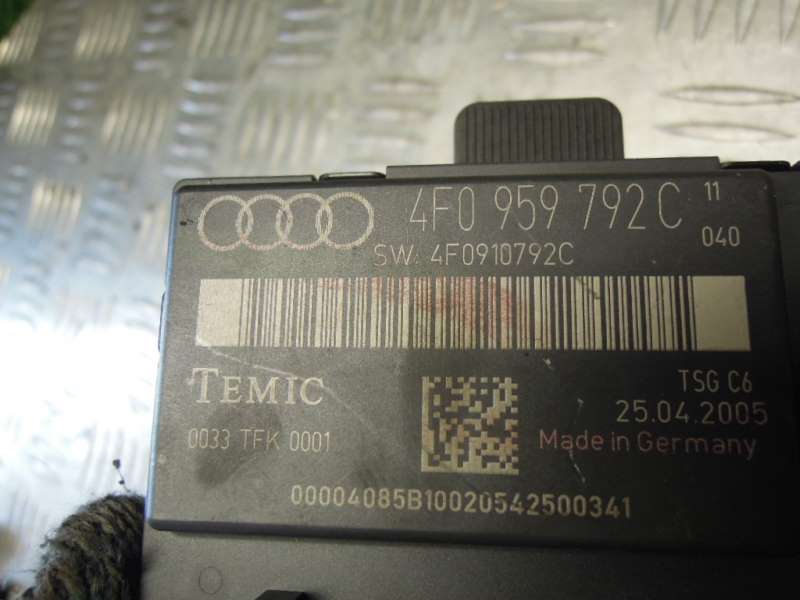 4F0 959 792 C 11
040
SW: 4F0910792C
TEMIC
TSG C6
25.04.2005
0033 TFK 0001
Made in Germany
00004085B10020542500341